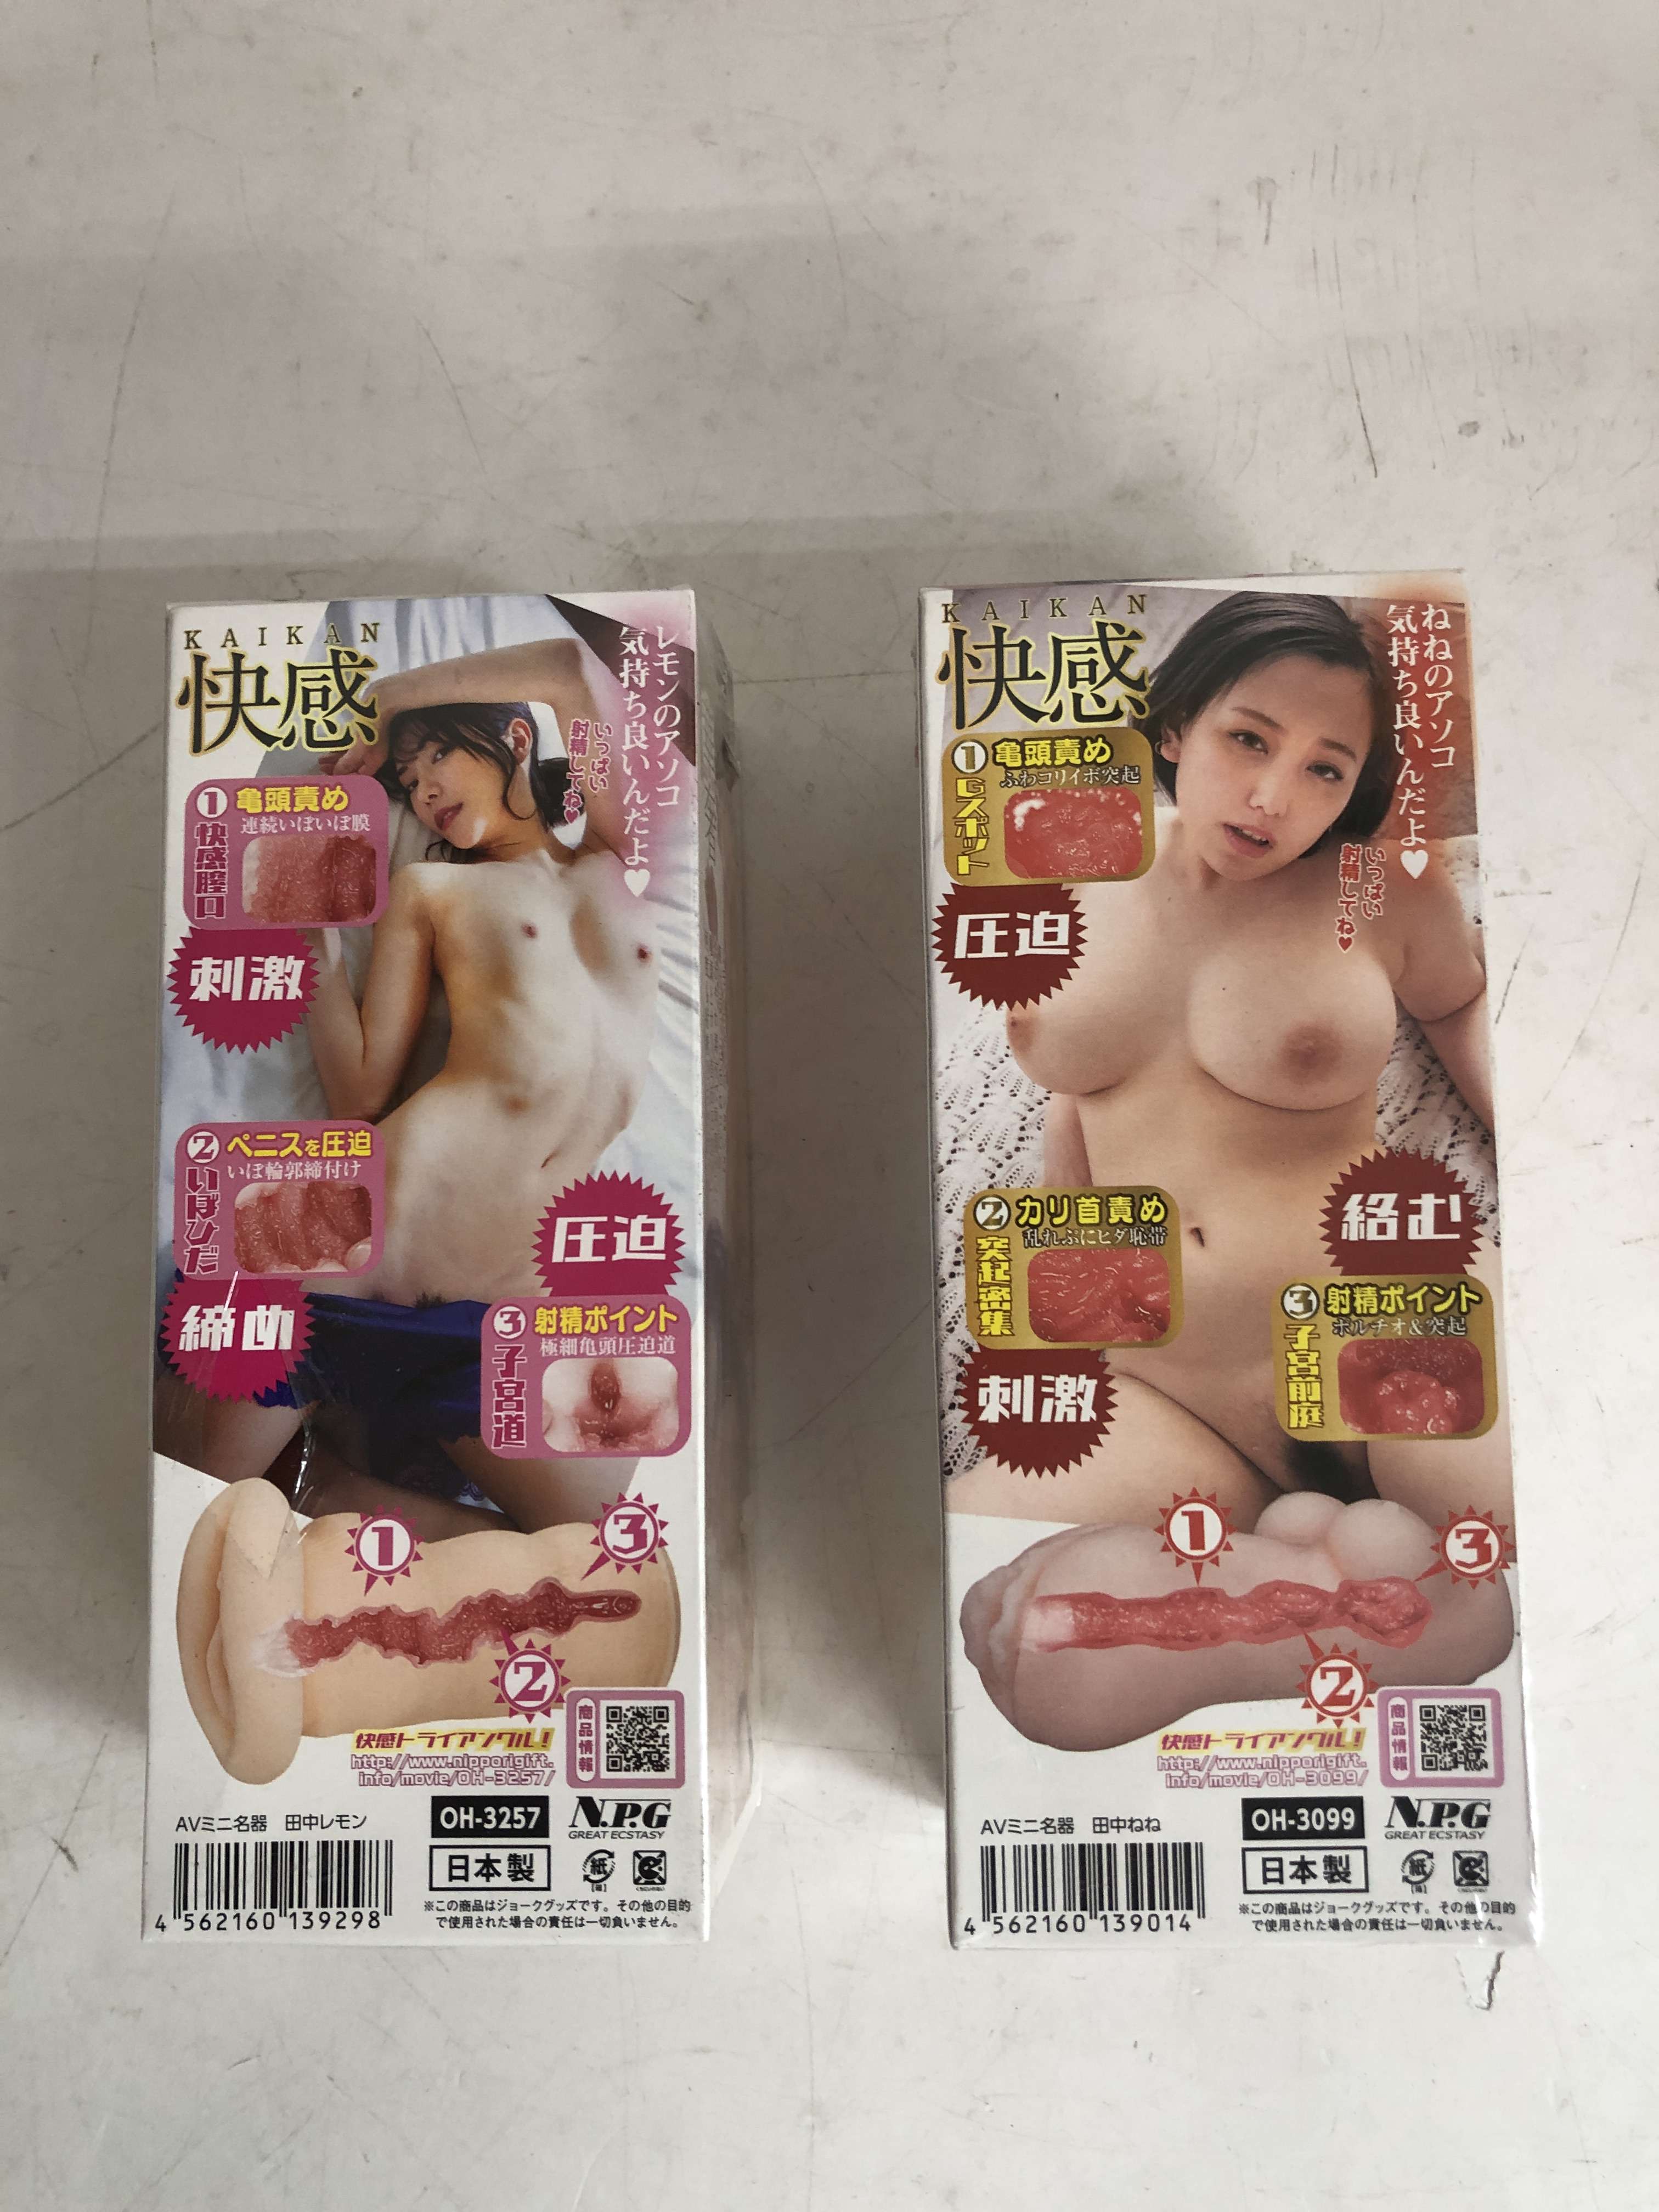 KAIKAN
快感
レモンのアソコ
気持ち良いんだよ♥
いっぱい
射精してね♥
① 亀頭責め
連続いぼいぼ膜
快感膣口
刺激
② ペニスを圧迫
いぼ輪郭締付け
いぼひだ
圧迫
締め
③ 射精ポイント
極細亀頭圧迫道
子宮道
1
3
2
快感トライアングル!
http://www.nipporigift.
info/movie/OH-3257/
商品情報
AVミニ名器 田中レモン
OH-3257
N.P.G
GREAT ECSTASY
日本製
紙
4 562160 139298
※この商品はジョークグッズです。その他の目的
で使用された場合の責任は一切負いません。
KAIKAN
快感
ねねのアソコ
気持ち良いんだよ♥
いっぱい
射精してね♥
① 亀頭責め
ふわコリイボ突起
Gスポット
圧迫
② カリ首責め
乱れぷにヒダ恥帯
突起密集
絡む
刺激
③ 射精ポイント
ポルチオ&突起
子宮前庭
1
3
2
快感トライアングル!
http://www.nipporigift.
info/movie/OH-3099/
商品情報
AVミニ名器 田中ねね
OH-3099
N.P.G
GREAT ECSTASY
日本製
紙
4 562160 139014
※この商品はジョークグッズです。その他の目的
で使用された場合の責任は一切負いません。